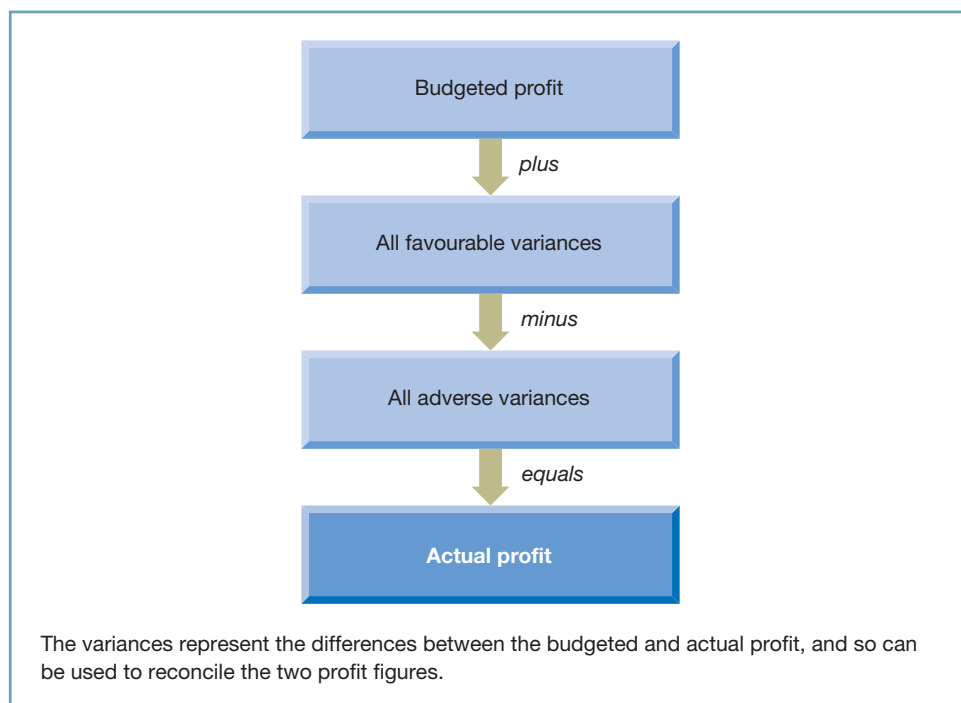 Budgeted profit
plus
All favourable variances
minus
All adverse variances
equals
Actual profit
The variances represent the differences between the budgeted and actual profit, and so can
be used to reconcile the two profit figures.